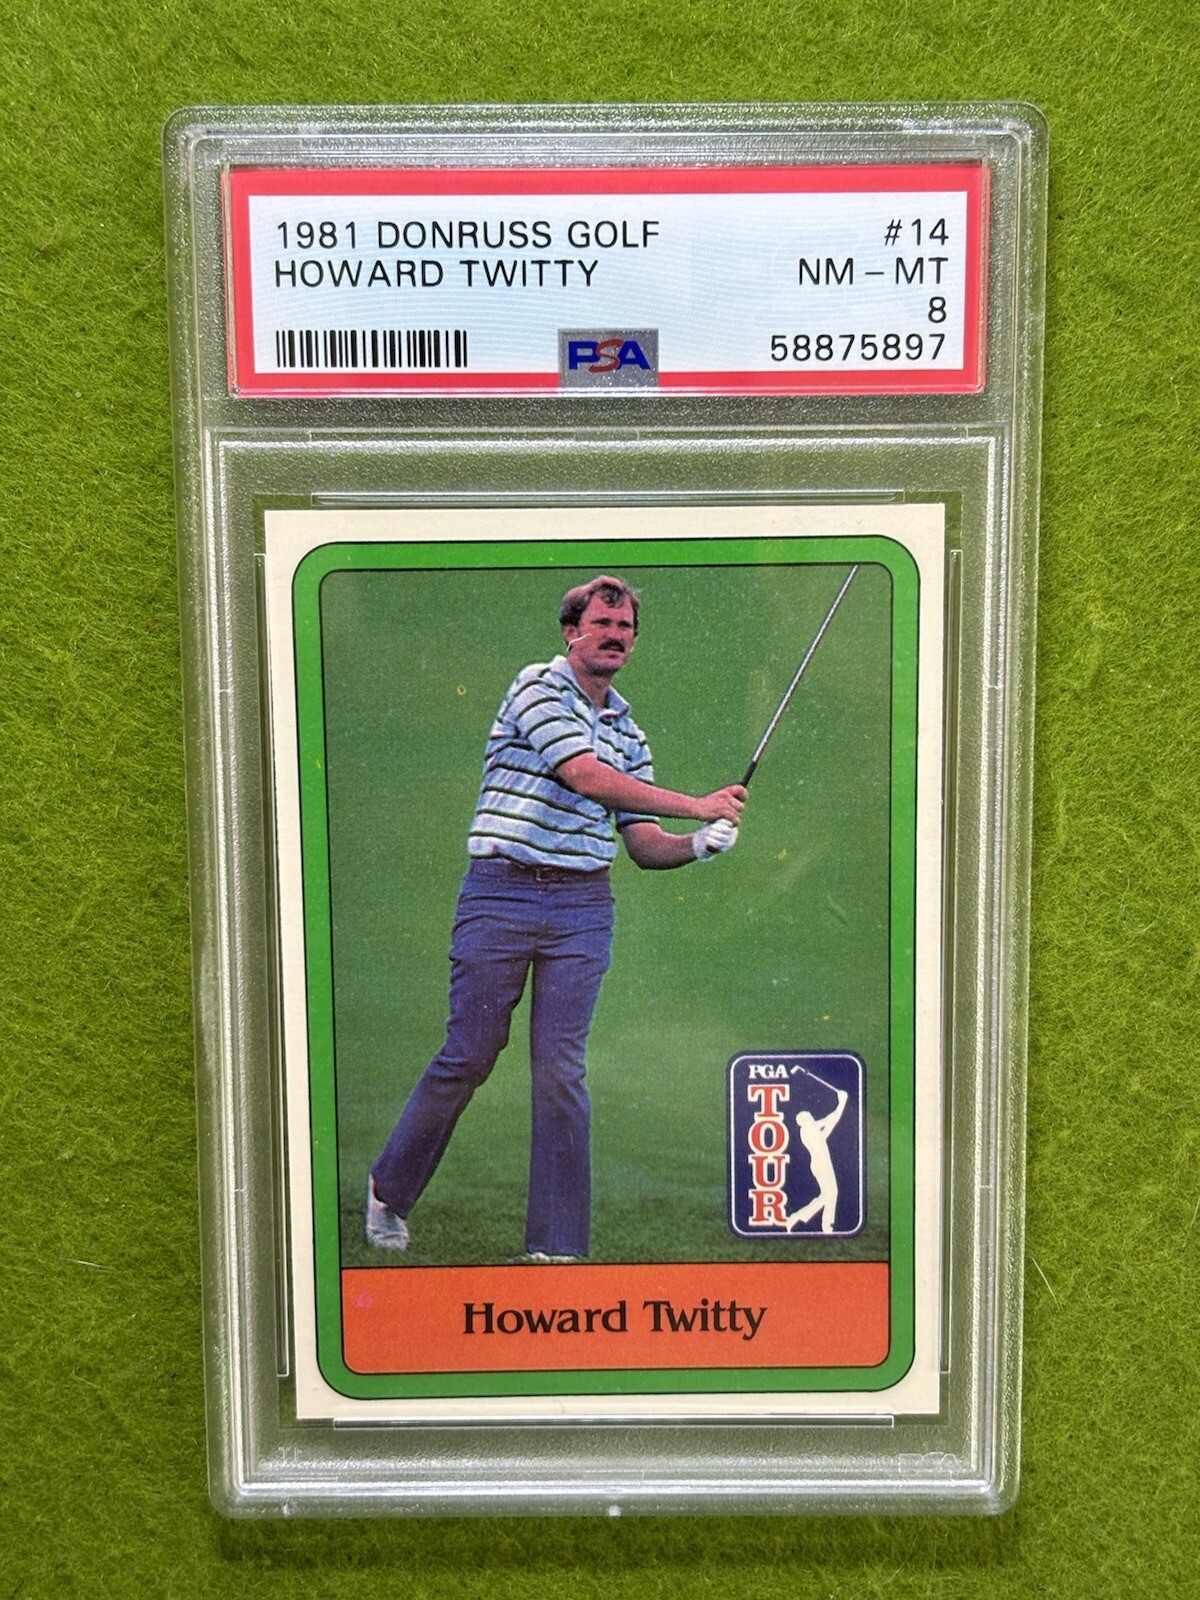 1981 DONRUSS GOLF #14
HOWARD TWITTY NM - MT
8
PSA 58875897
PGA
TOUR
Howard Twitty